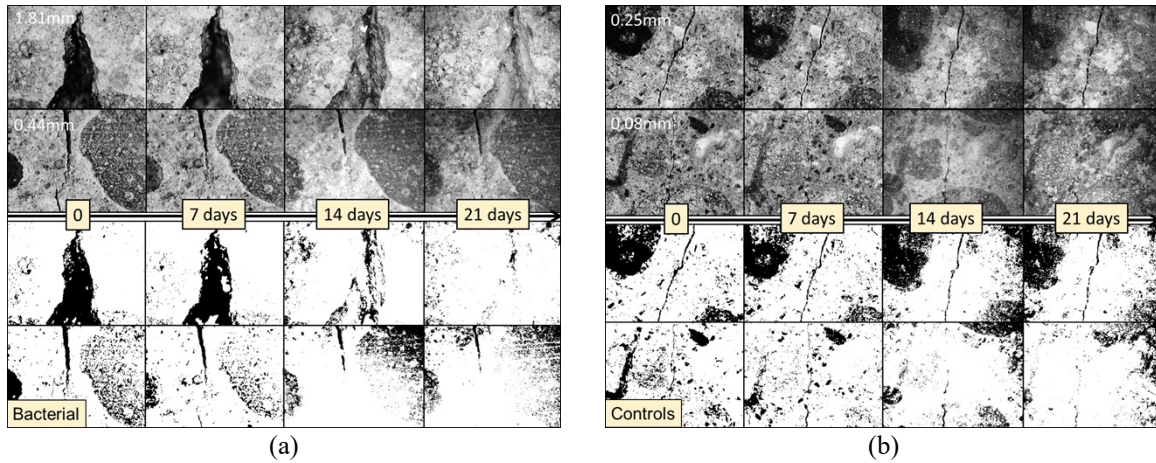 1.81mm
0.44mm
0
7 days
14 days
21 days
Bacterial
(a)
0.25mm
0.08mm
0
7 days
14 days
21 days
Controls
(b)